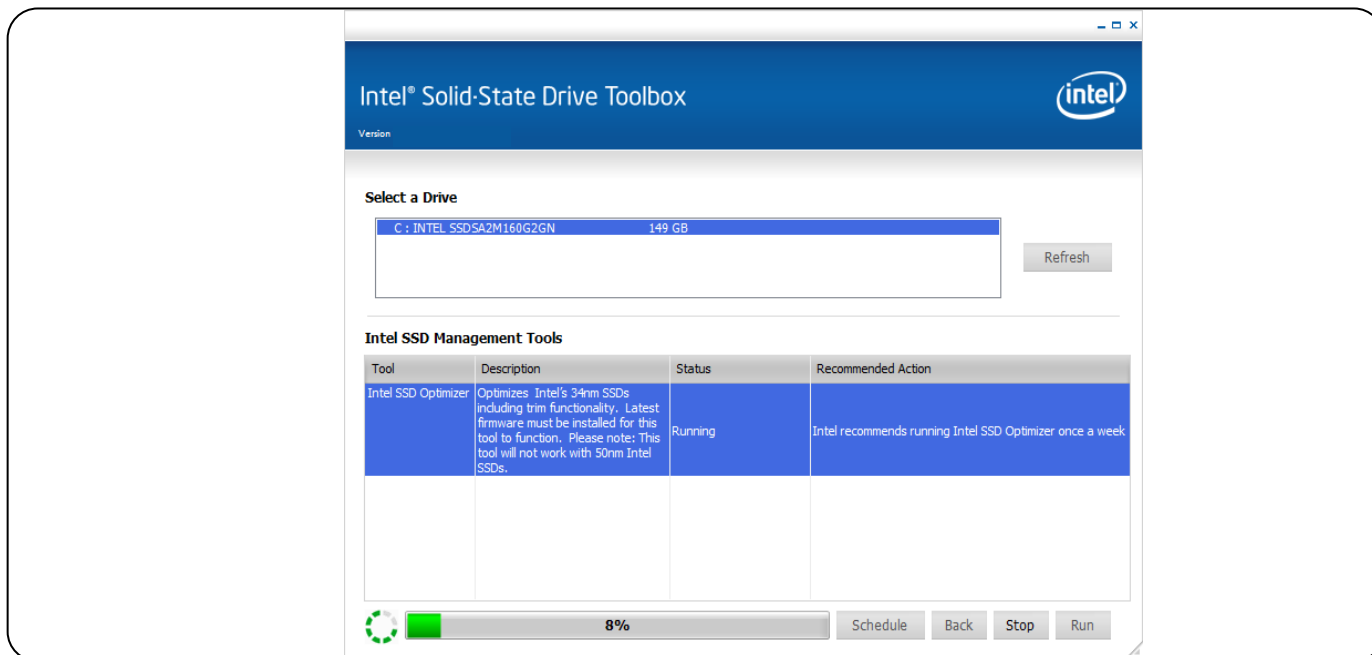 Intel® Solid-State Drive Toolbox
intel
Version
Select a Drive
C : INTEL SSDSA2M160G2GN 149 GB
Refresh
Intel SSD Management Tools
Tool Description Status Recommended Action
Intel SSD Optimizer
Optimizes Intel's 34nm SSDs
including trim functionality. Latest
firmware must be installed for this
tool to function. Please note: This
tool will not work with 50nm Intel
SSDs.
Running
Intel recommends running Intel SSD Optimizer once a week
8%
Schedule Back Stop Run